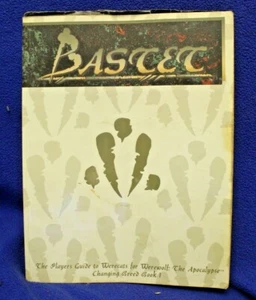 BASTET
The Players Guide to Werecats for Werewolf: The Apocalypse
Changing Breed Book 1